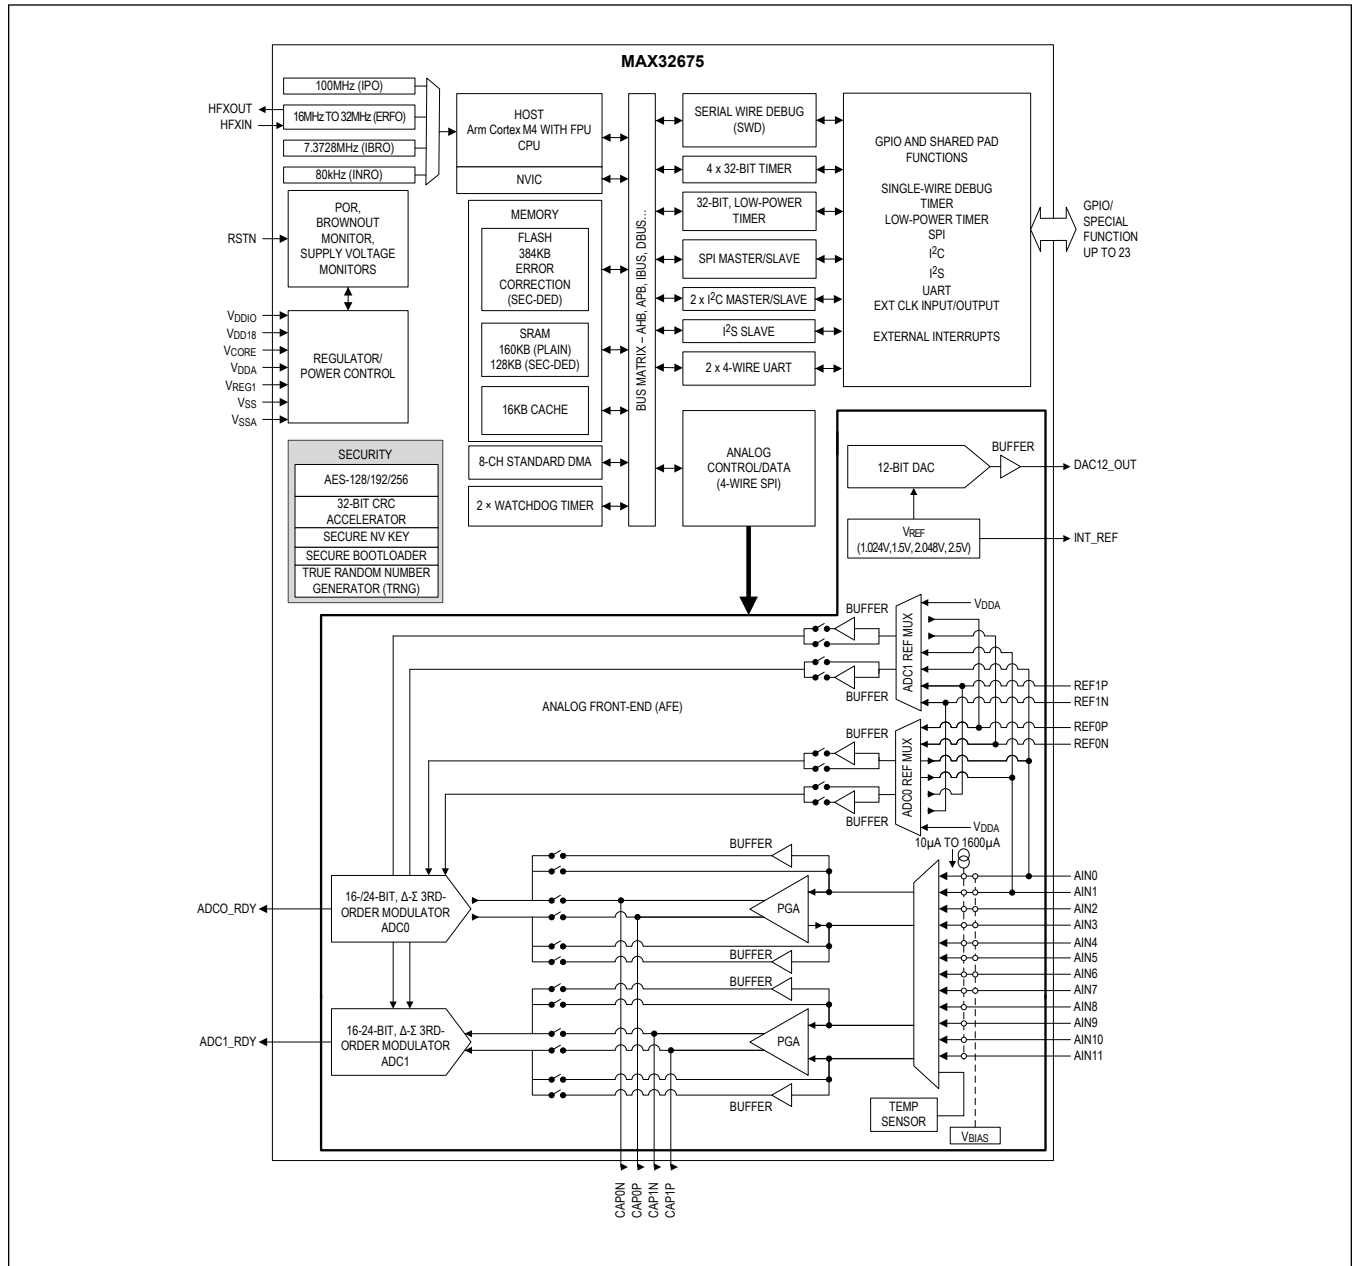 MAX32675
100MHz (IPO)
16MHz TO 32MHz (ERFO)
7.3728MHz (IBRO)
80kHz (INRO)
HFXOUT
HFXIN
HOST
Arm Cortex M4 WITH FPU
CPU
NVIC
POR,
BROWNOUT
MONITOR,
SUPPLY VOLTAGE
MONITORS
RSTN
VDDIO
VDD18
VCORE
VDDA
VREG1
VSS
VSSA
REGULATOR/
POWER CONTROL
MEMORY
FLASH
384KB
ERROR
CORRECTION
(SEC-DED)
SRAM
160KB (PLAIN)
128KB (SEC-DED)
16KB CACHE
8-CH STANDARD DMA
2 × WATCHDOG TIMER
BUS MATRIX – AHB, APB, IBUS, DBUS...
SERIAL WIRE DEBUG
(SWD)
4 x 32-BIT TIMER
32-BIT, LOW-POWER
TIMER
SPI MASTER/SLAVE
2 x I2C MASTER/SLAVE
I2S SLAVE
2 x 4-WIRE UART
ANALOG
CONTROL/DATA
(4-WIRE SPI)
GPIO AND SHARED PAD
FUNCTIONS
SINGLE-WIRE DEBUG
TIMER
LOW-POWER TIMER
SPI
I2C
I2S
UART
EXT CLK INPUT/OUTPUT
EXTERNAL INTERRUPTS
GPIO/
SPECIAL
FUNCTION
UP TO 23
SECURITY
AES-128/192/256
32-BIT CRC
ACCELERATOR
SECURE NV KEY
SECURE BOOTLOADER
TRUE RANDOM NUMBER
GENERATOR (TRNG)
12-BIT DAC
BUFFER
DAC12_OUT
VREF
(1.024V,1.5V, 2.048V, 2.5V)
INT_REF
BUFFER
BUFFER
ADC1 REF MUX
VDDA
REF1P
REF1N
REF0P
REF0N
ANALOG FRONT-END (AFE)
BUFFER
BUFFER
ADC0 REF MUX
VDDA
10µA TO 1600µA
BUFFER
PGA
BUFFER
16-/24-BIT, Δ-Σ 3RD-
ORDER MODULATOR
ADC0
ADCO_RDY
BUFFER
PGA
BUFFER
16-24-BIT, Δ-Σ 3RD-
ORDER MODULATOR
ADC1
ADC1_RDY
AIN0
AIN1
AIN2
AIN3
AIN4
AIN5
AIN6
AIN7
AIN8
AIN9
AIN10
AIN11
TEMP
SENSOR
VBIAS
CAP0N
CAP0P
CAP1N
CAP1P